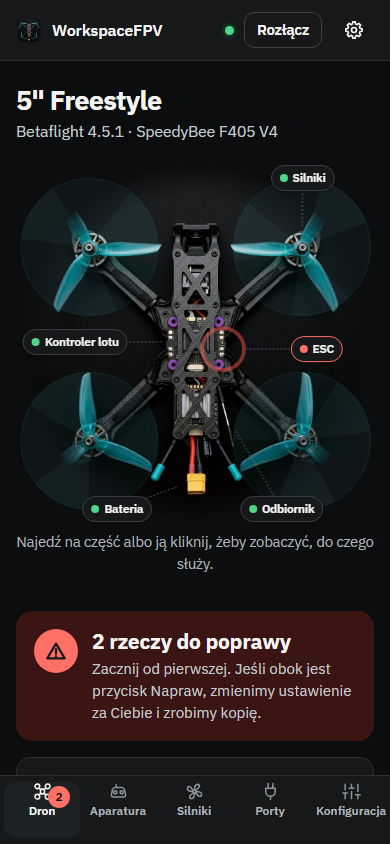 WorkspaceFPV
Rozłącz
5" Freestyle
Betaflight 4.5.1 · SpeedyBee F405 V4
Silniki
Kontroler lotu
ESC
Bateria
Odbiornik
Najedź na część albo ją kliknij, żeby zobaczyć, do czego
służy.
2 rzeczy do poprawy
Zacznij od pierwszej. Jeśli obok jest
przycisk Napraw, zmienimy ustawienie
za Ciebie i zrobimy kopię.
2
Dron
Aparatura
Silniki
Porty
Konfiguracja